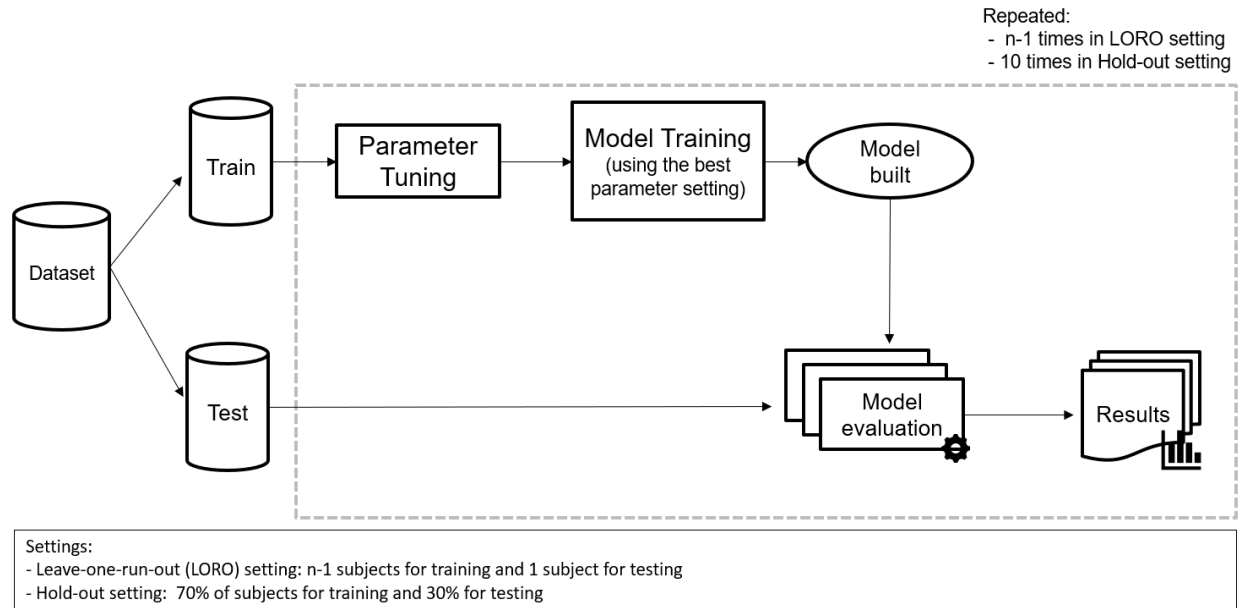 Repeated:
- n-1 times in LORO setting
- 10 times in Hold-out setting
Train
Parameter
Tuning
Model Training
(using the best
parameter setting)
Model
built
Dataset
Test
Model
evaluation
Results
Settings:
- Leave-one-run-out (LORO) setting: n-1 subjects for training and 1 subject for testing
- Hold-out setting: 70% of subjects for training and 30% for testing